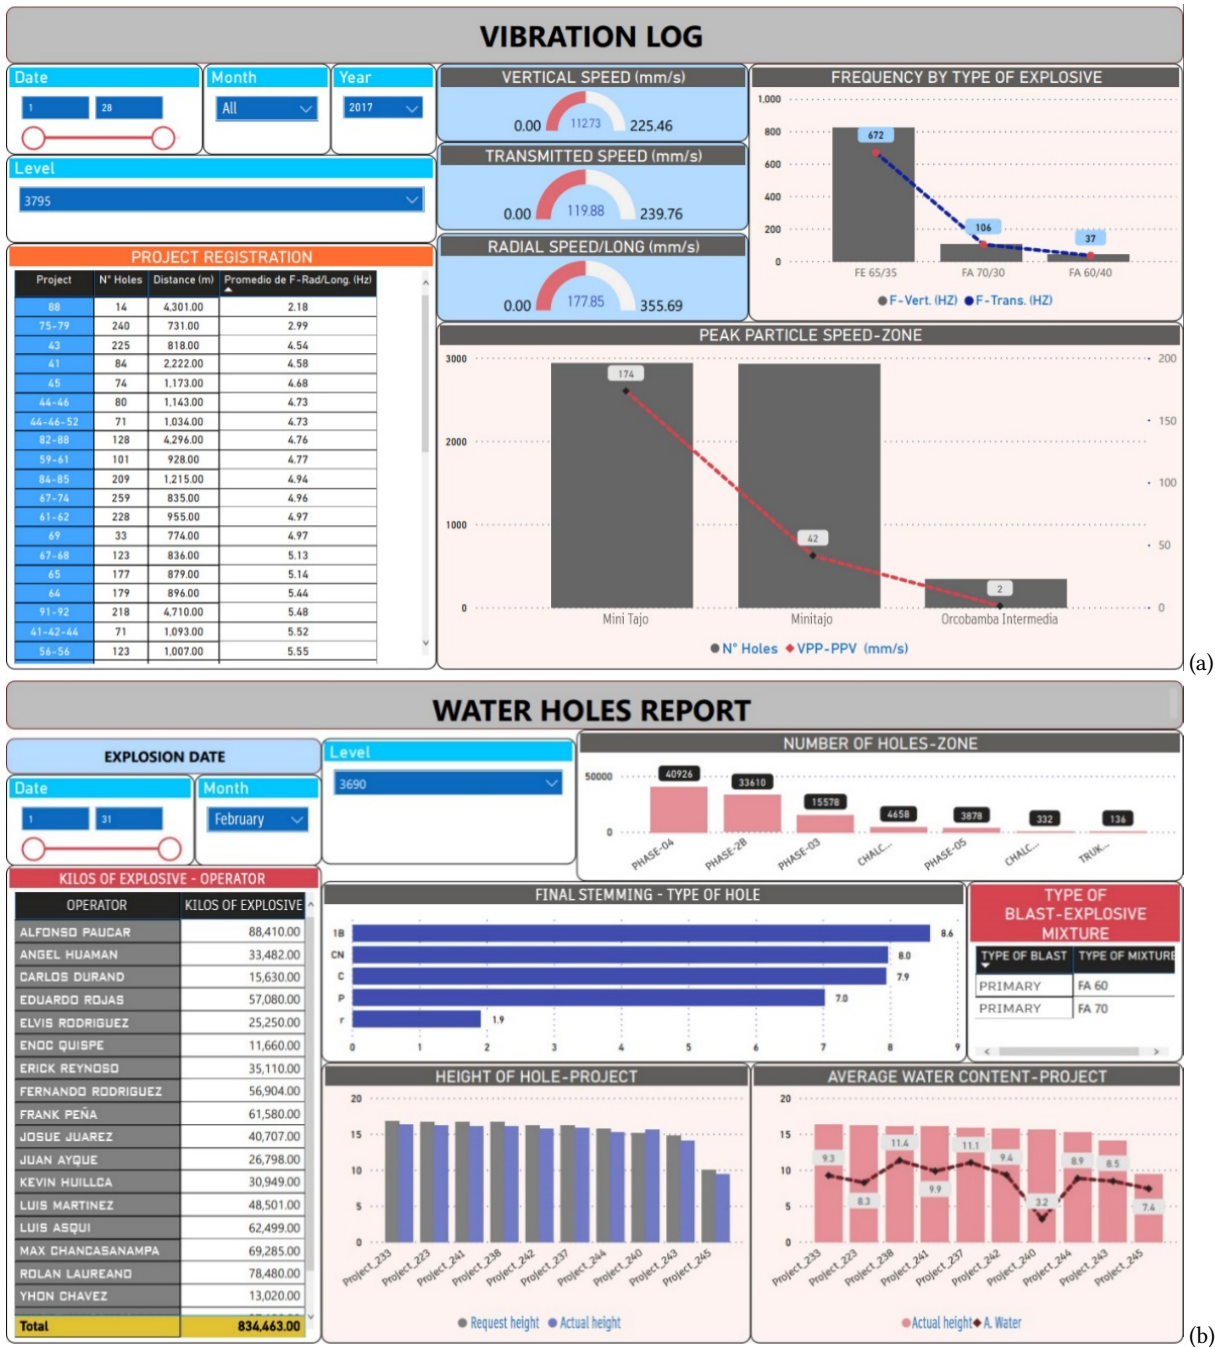 VIBRATION LOG
Date
Month
Year
1
28
All
2017
Level
3795
VERTICAL SPEED (mm/s)
0.00
112.73
225.46
TRANSMITTED SPEED (mm/s)
0.00
119.88
239.76
RADIAL SPEED/LONG (mm/s)
0.00
177.85
355.69
FREQUENCY BY TYPE OF EXPLOSIVE
1,000
800
600
400
200
0
672
106
37
FE 65/35
FA 70/30
FA 60/40
F-Vert. (HZ) F-Trans. (HZ)
PROJECT REGISTRATION
Project N° Holes Distance (m) Promedio de F-Rad/Long. (Hz)
88 14 4,301.00 2.18
75-79 240 731.00 2.99
43 225 818.00 4.54
41 84 2,222.00 4.58
45 74 1,173.00 4.68
44-46 80 1,143.00 4.73
44-46-52 71 1,034.00 4.73
82-88 128 4,296.00 4.76
59-61 101 928.00 4.77
84-85 209 1,215.00 4.94
67-74 259 835.00 4.96
61-62 228 955.00 4.97
69 33 774.00 4.97
67-68 123 836.00 5.13
65 177 879.00 5.14
64 179 896.00 5.44
91-92 218 4,710.00 5.48
41-42-44 71 1,093.00 5.52
56-56 123 1,007.00 5.55
PEAK PARTICLE SPEED-ZONE
3000
2000
1000
0
200
150
100
50
0
174
42
2
Mini Tajo
Minitajo
Orcobamba Intermedia
N° Holes VPP-PPV (mm/s)
(a)
WATER HOLES REPORT
EXPLOSION DATE
Date
Month
1
31
February
Level
3690
NUMBER OF HOLES-ZONE
50000
0
40926
33610
15578
4658
3878
332
136
PHASE-04
PHASE-2B
PHASE-03
CHALC...
PHASE-05
CHALC...
TRUK...
KILOS OF EXPLOSIVE - OPERATOR
OPERATOR KILOS OF EXPLOSIVE
ALFONSO PAUCAR 88,410.00
ANGEL HUAMAN 33,482.00
CARLOS DURAND 15,630.00
EDUARDO ROJAS 57,080.00
ELVIS RODRIGUEZ 25,250.00
ENOC QUISPE 11,660.00
ERICK REYNOSO 35,110.00
FERNANDO RODRIGUEZ 56,904.00
FRANK PEÑA 61,580.00
JOSUE JUAREZ 40,707.00
JUAN AYQUE 26,798.00
KEVIN HUILLCA 30,949.00
LUIS MARTINEZ 48,501.00
LUIS ASQUI 62,499.00
MAX CHANCASANAMPA 69,285.00
ROLAN LAUREANO 78,480.00
YHON CHAVEZ 13,020.00
Total 834,463.00
FINAL STEMMING - TYPE OF HOLE
1B 8.6
CN 8.0
C 7.9
P 7.0
r 1.9
0 1 2 3 4 5 6 7 8 9
TYPE OF
BLAST-EXPLOSIVE
MIXTURE
TYPE OF BLAST TYPE OF MIXTURE
PRIMARY FA 60
PRIMARY FA 70
HEIGHT OF HOLE-PROJECT
20
15
10
5
0
Project_233
Project_223
Project_241
Project_238
Project_242
Project_237
Project_244
Project_240
Project_243
Project_245
Request height Actual height
AVERAGE WATER CONTENT-PROJECT
20
15
10
5
0
9.3
8.3
11.4
9.9
11.1
9.4
3.2
8.9
8.5
7.4
Project_233
Project_223
Project_238
Project_241
Project_237
Project_242
Project_240
Project_244
Project_243
Project_245
Actual height A. Water
(b)